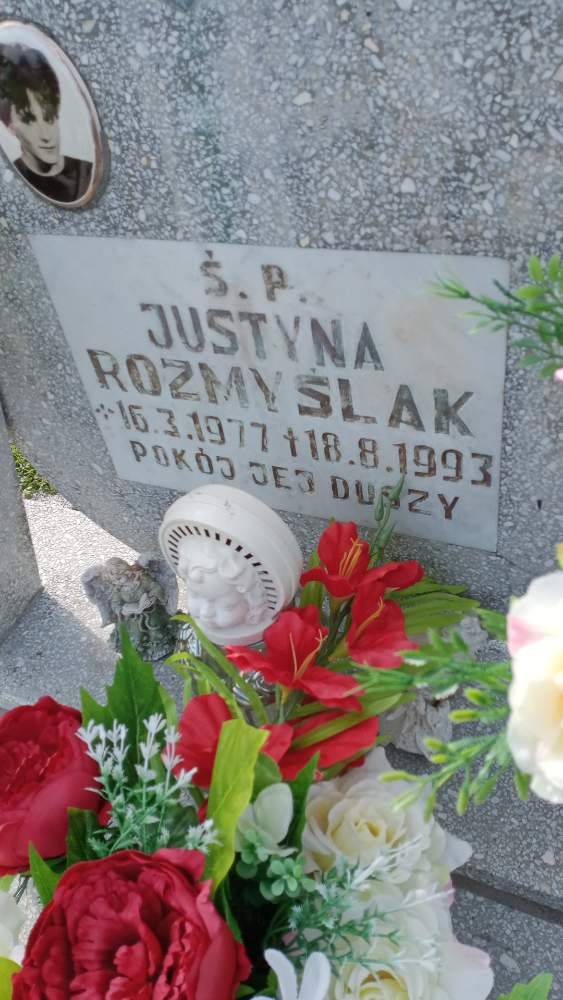 Ś. P.
JUSTYNA
ROZMYŚLAK
16.3.1977 †18.8.1993
POKÓJ JEJ DUSZY